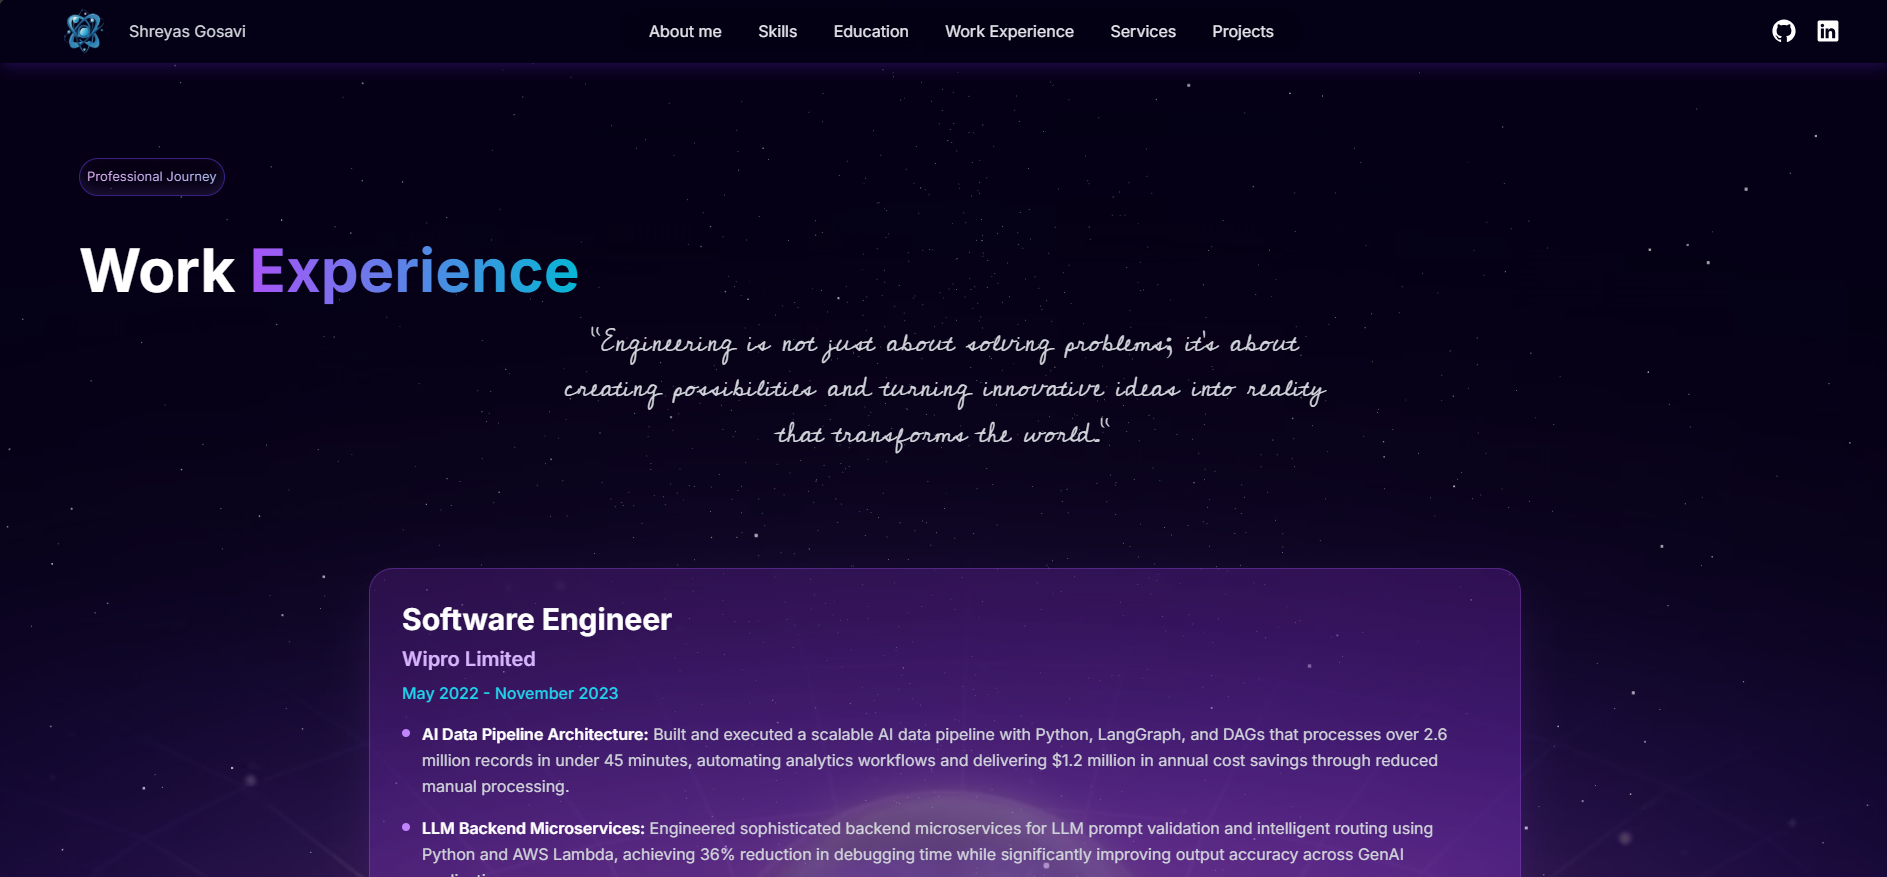 Shreyas Gosavi
About me Skills Education Work Experience Services Projects
Professional Journey
Work Experience
"Engineering is not just about solving problems; it's about
creating possibilities and turning innovative ideas into reality
that transforms the world."
Software Engineer
Wipro Limited
May 2022 - November 2023
AI Data Pipeline Architecture: Built and executed a scalable AI data pipeline with Python, LangGraph, and DAGs that processes over 2.6
million records in under 45 minutes, automating analytics workflows and delivering $1.2 million in annual cost savings through reduced
manual processing.
LLM Backend Microservices: Engineered sophisticated backend microservices for LLM prompt validation and intelligent routing using
Python and AWS Lambda, achieving 36% reduction in debugging time while significantly improving output accuracy across GenAI